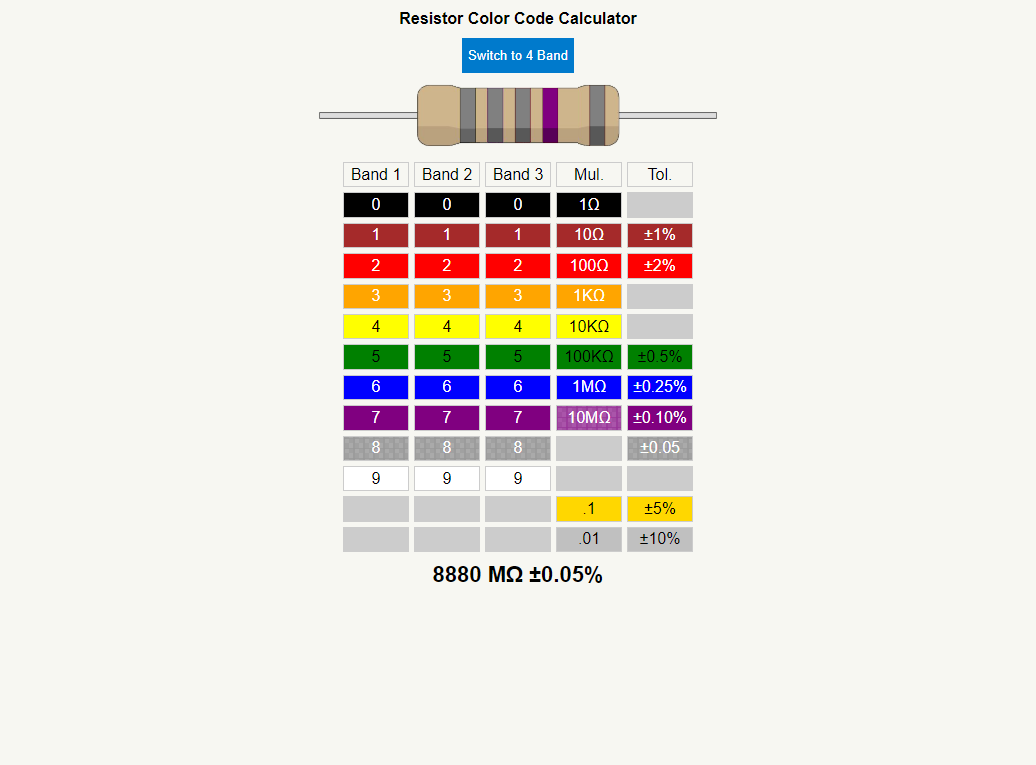 Resistor Color Code Calculator
Switch to 4 Band
Band 1 Band 2 Band 3 Mul. Tol.
0 0 0 1Ω
1 1 1 10Ω ±1%
2 2 2 100Ω ±2%
3 3 3 1KΩ
4 4 4 10KΩ
5 5 5 100KΩ ±0.5%
6 6 6 1MΩ ±0.25%
7 7 7 10MΩ ±0.10%
8 8 8 ±0.05
9 9 9
.1 ±5%
.01 ±10%
8880 MΩ ±0.05%